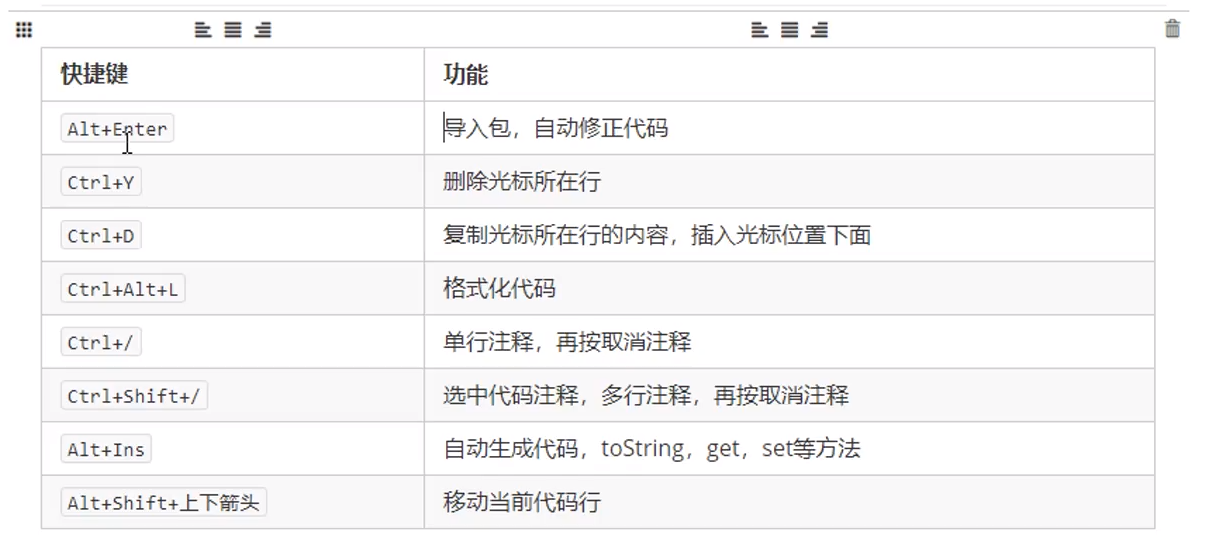 快捷键 功能
Alt+Enter 导入包，自动修正代码
Ctrl+Y 删除光标所在行
Ctrl+D 复制光标所在行的内容，插入光标位置下面
Ctrl+Alt+L 格式化代码
Ctrl+/ 单行注释，再按取消注释
Ctrl+Shift+/ 选中代码注释，多行注释，再按取消注释
Alt+Ins 自动生成代码，toString，get，set等方法
Alt+Shift+上下箭头 移动当前代码行